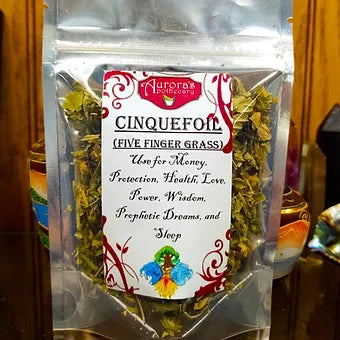 Aurora's
Apothecary
CINQUEFOIL
(FIVE FINGER GRASS)
Use for Money,
Protection, Health, Love,
Power, Wisdom,
Prophetic Dreams, and
Sleep